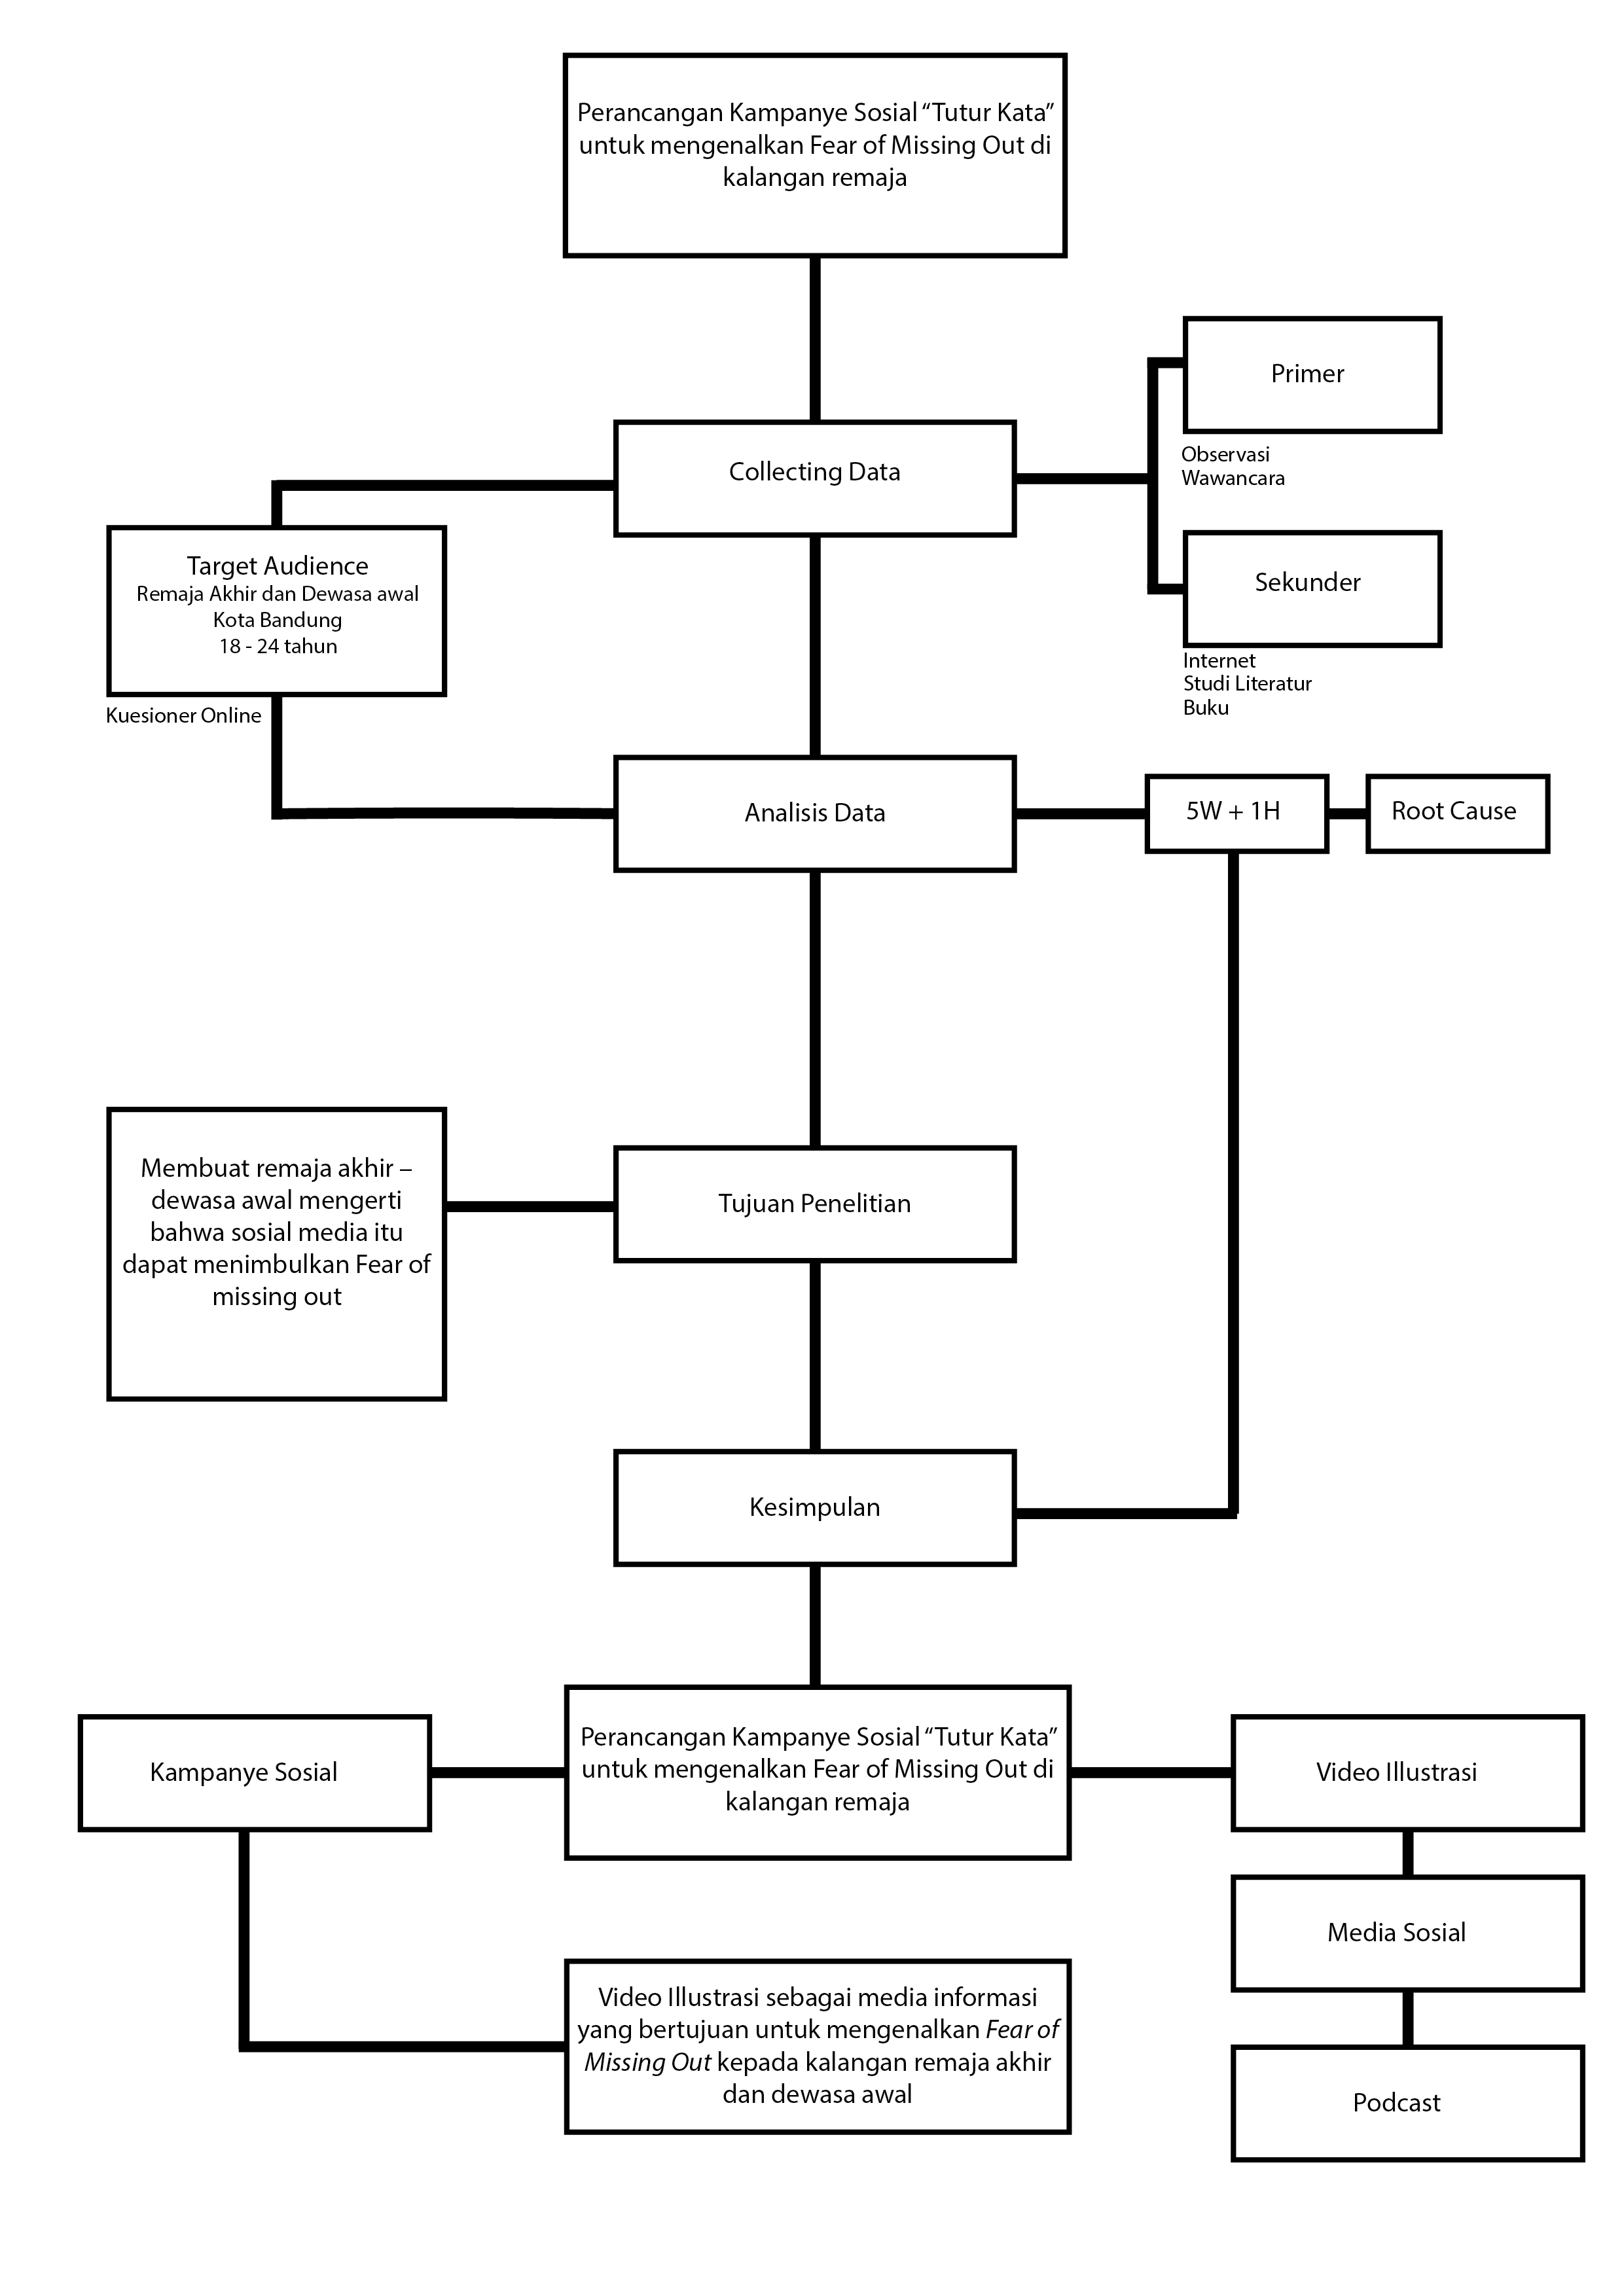 Perancangan Kampanye Sosial “Tutur Kata”
untuk mengenalkan Fear of Missing Out di
kalangan remaja
Primer
Collecting Data
Observasi
Wawancara
Target Audience
Remaja Akhir dan Dewasa awal
Kota Bandung
18 - 24 tahun
Sekunder
Internet
Studi Literatur
Buku
Kuesioner Online
Analisis Data
5W + 1H
Root Cause
Membuat remaja akhir –
dewasa awal mengerti
bahwa sosial media itu
dapat menimbulkan Fear of
missing out
Tujuan Penelitian
Kesimpulan
Kampanye Sosial
Perancangan Kampanye Sosial “Tutur Kata”
untuk mengenalkan Fear of Missing Out di
kalangan remaja
Video Illustrasi
Media Sosial
Video Illustrasi sebagai media informasi
yang bertujuan untuk mengenalkan Fear of
Missing Out kepada kalangan remaja akhir
dan dewasa awal
Podcast